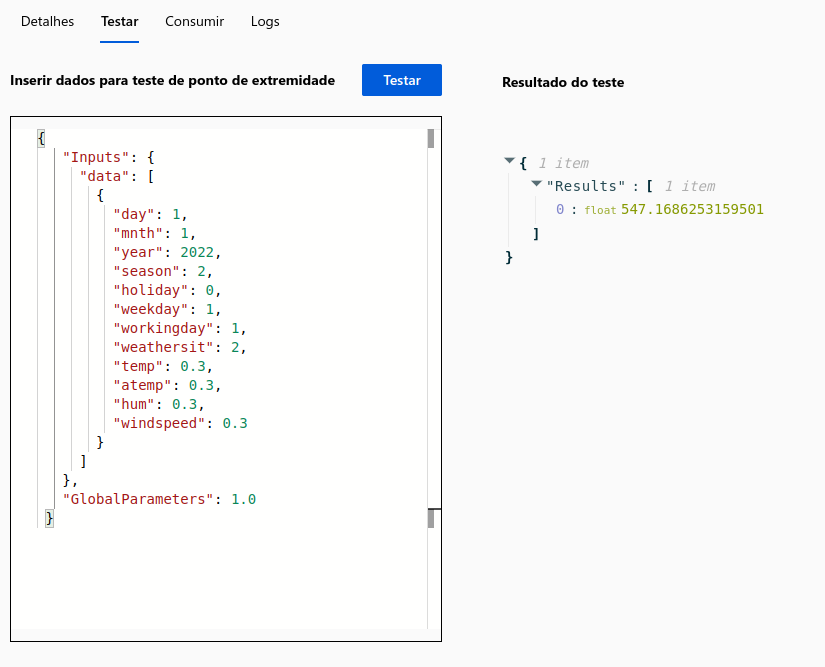 Detalhes Testar Consumir Logs
Inserir dados para teste de ponto de extremidade Testar
{
"Inputs": {
"data": [
{
"day": 1,
"mnth": 1,
"year": 2022,
"season": 2,
"holiday": 0,
"weekday": 1,
"workingday": 1,
"weathersit": 2,
"temp": 0.3,
"atemp": 0.3,
"hum": 0.3,
"windspeed": 0.3
}
]
},
"GlobalParameters": 1.0
}
Resultado do teste
{ 1 item
"Results" : [ 1 item
0 : float 547.1686253159501
]
}